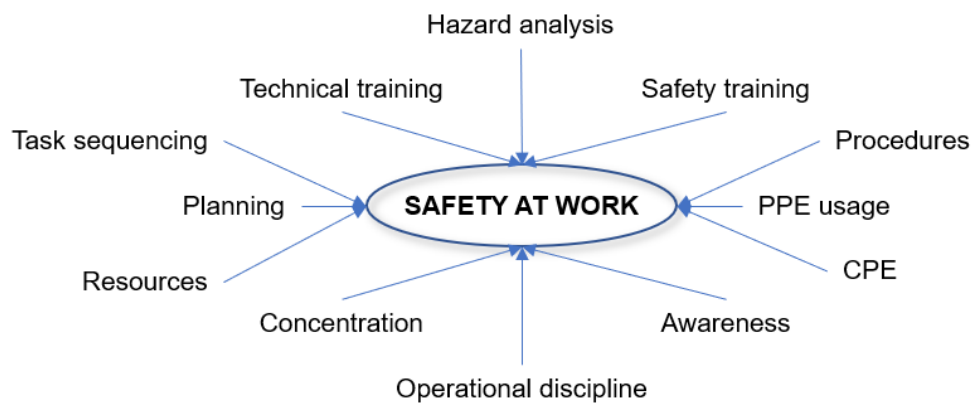 Hazard analysis
Technical training
Safety training
Task sequencing
Procedures
Planning
SAFETY AT WORK
PPE usage
Resources
CPE
Concentration
Awareness
Operational discipline